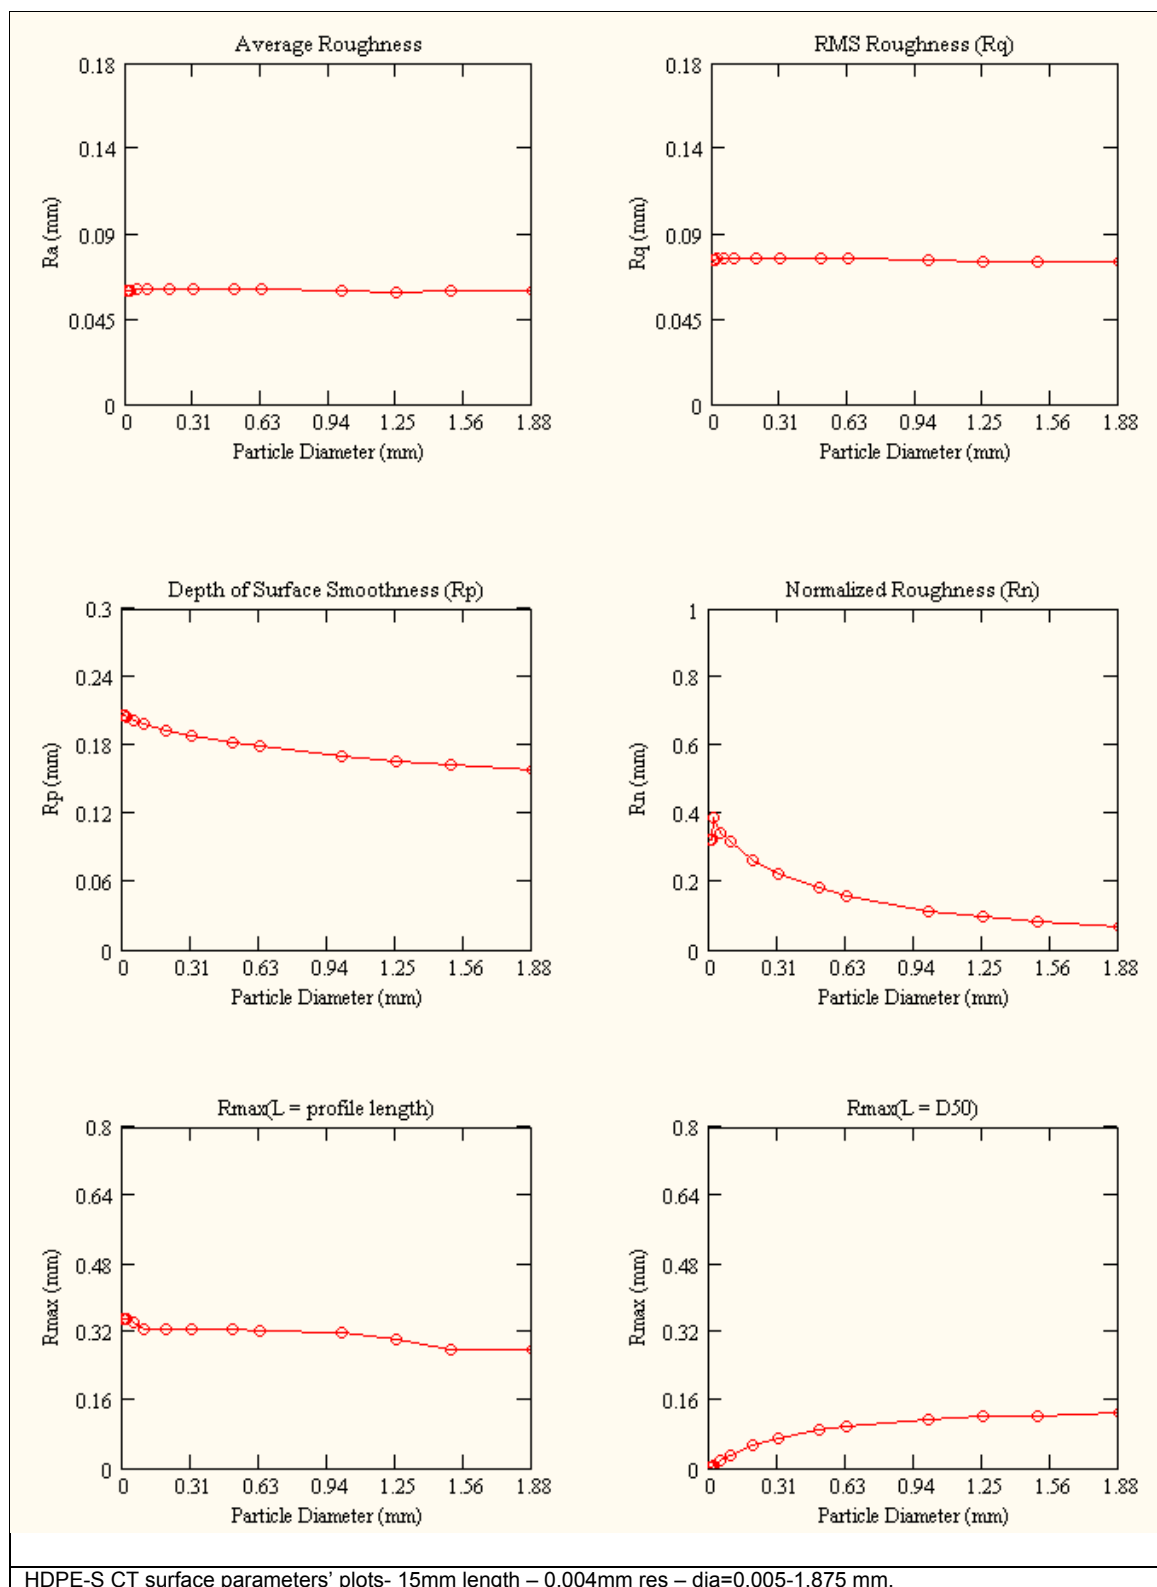 Average Roughness
0.18
0.14
0.09
0.045
0
Ra (mm)
0 0.31 0.63 0.94 1.25 1.56 1.88
Particle Diameter (mm)
RMS Roughness (Rq)
0.18
0.14
0.09
0.045
0
Rq (mm)
0 0.31 0.63 0.94 1.25 1.56 1.88
Particle Diameter (mm)
Depth of Surface Smoothness (Rp)
0.3
0.24
0.18
0.12
0.06
0
Rp (mm)
0 0.31 0.63 0.94 1.25 1.56 1.88
Particle Diameter (mm)
Normalized Roughness (Rn)
1
0.8
0.6
0.4
0.2
0
Rn (mm)
0 0.31 0.63 0.94 1.25 1.56 1.88
Particle Diameter (mm)
Rmax(L = profile length)
0.8
0.64
0.48
0.32
0.16
0
Rmax (mm)
0 0.31 0.63 0.94 1.25 1.56 1.88
Particle Diameter (mm)
Rmax(L = D50)
0.8
0.64
0.48
0.32
0.16
0
Rmax (mm)
0 0.31 0.63 0.94 1.25 1.56 1.88
Particle Diameter (mm)
HDPE-S CT surface parameters’ plots- 15mm length – 0.004mm res – dia=0.005-1.875 mm.